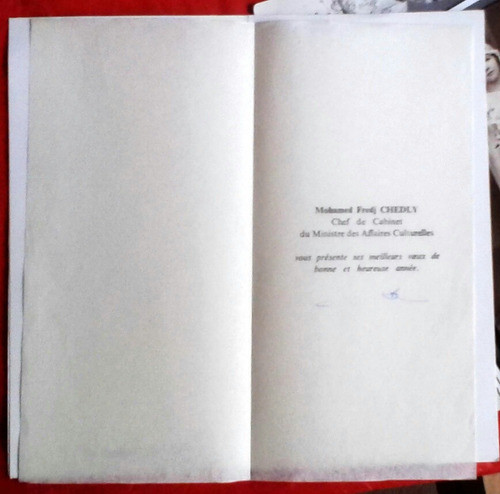 Mohamed Fredj CHEDLY
Chef de Cabinet
du Ministre des Affaires Culturelles
vous présente ses meilleurs vœux de
bonne et heureuse année.